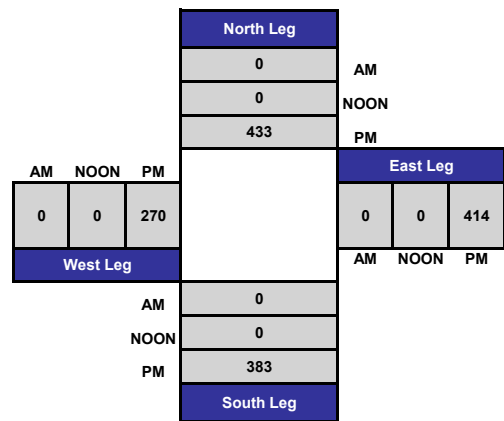 North Leg
0 AM
0 NOON
433 PM
AM NOON PM East Leg
0 0 270 0 0 414
West Leg AM NOON PM
AM 0
NOON 0
PM 383
South Leg